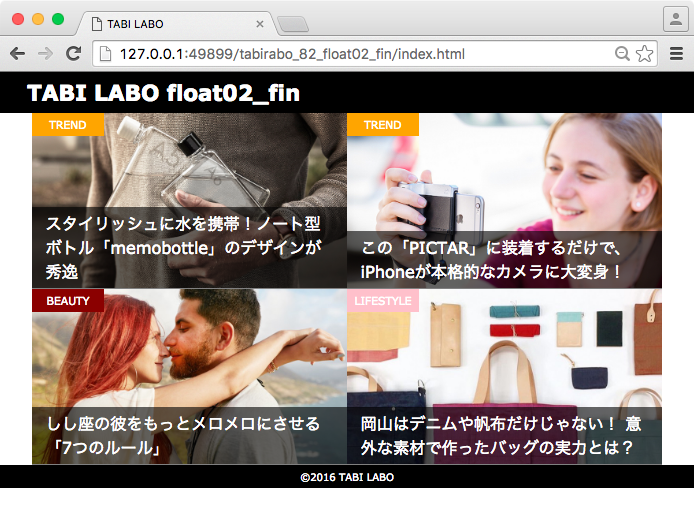 TABI LABO
127.0.0.1:49899/tabirabo_82_float02_fin/index.html
TABI LABO float02_fin
TREND
スタイリッシュに水を携帯！ノート型
ボトル「memobottle」のデザインが
秀逸
TREND
この「PICTAR」に装着するだけで、
iPhoneが本格的なカメラに大変身！
BEAUTY
しし座の彼をもっとメロメロにさせる
「7つのルール」
LIFESTYLE
岡山はデニムや帆布だけじゃない！ 意
外な素材で作ったバッグの実力とは？
©2016 TABI LABO